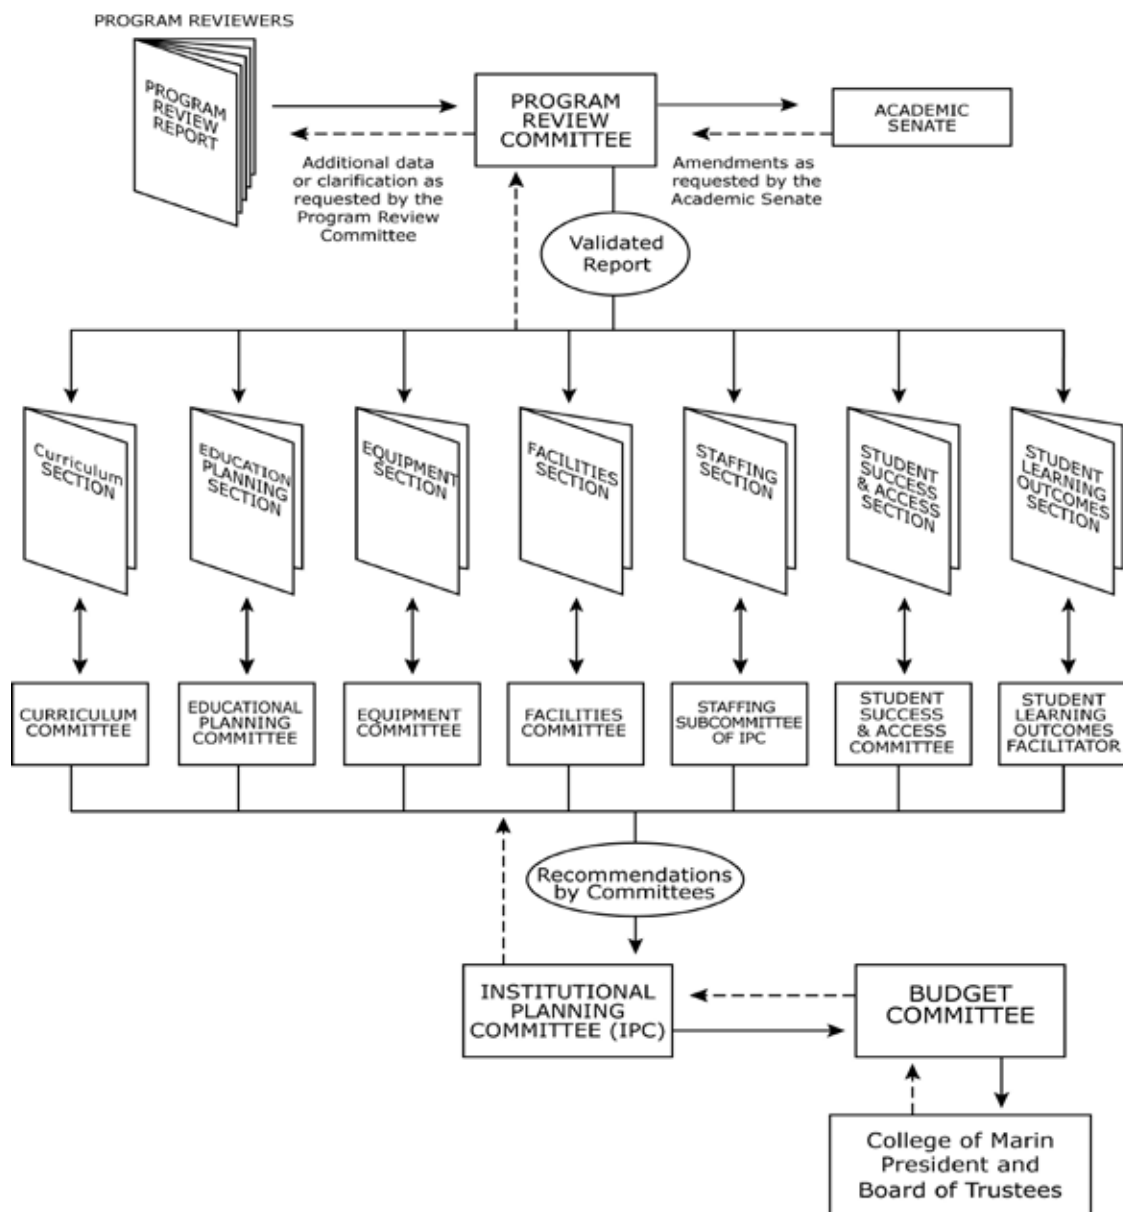 PROGRAM REVIEWERS
PROGRAM
REVIEW
REPORT
PROGRAM
REVIEW
COMMITTEE
ACADEMIC
SENATE
Additional data
or clarification as
requested by the
Program Review
Committee
Amendments as
requested by the
Academic Senate
Validated
Report
Curriculum
SECTION
EDUCATION
PLANNING
SECTION
EQUIPMENT
SECTION
FACILITIES
SECTION
STAFFING
SECTION
STUDENT
SUCCESS
& ACCESS
SECTION
STUDENT
LEARNING
OUTCOMES
SECTION
CURRICULUM
COMMITTEE
EDUCATIONAL
PLANNING
COMMITTEE
EQUIPMENT
COMMITTEE
FACILITIES
COMMITTEE
STAFFING
SUBCOMMITTEE
OF IPC
STUDENT
SUCCESS
& ACCESS
COMMITTEE
STUDENT
LEARNING
OUTCOMES
FACILITATOR
Recommendations
by Committees
INSTITUTIONAL
PLANNING
COMMITTEE (IPC)
BUDGET
COMMITTEE
College of Marin
President and
Board of Trustees